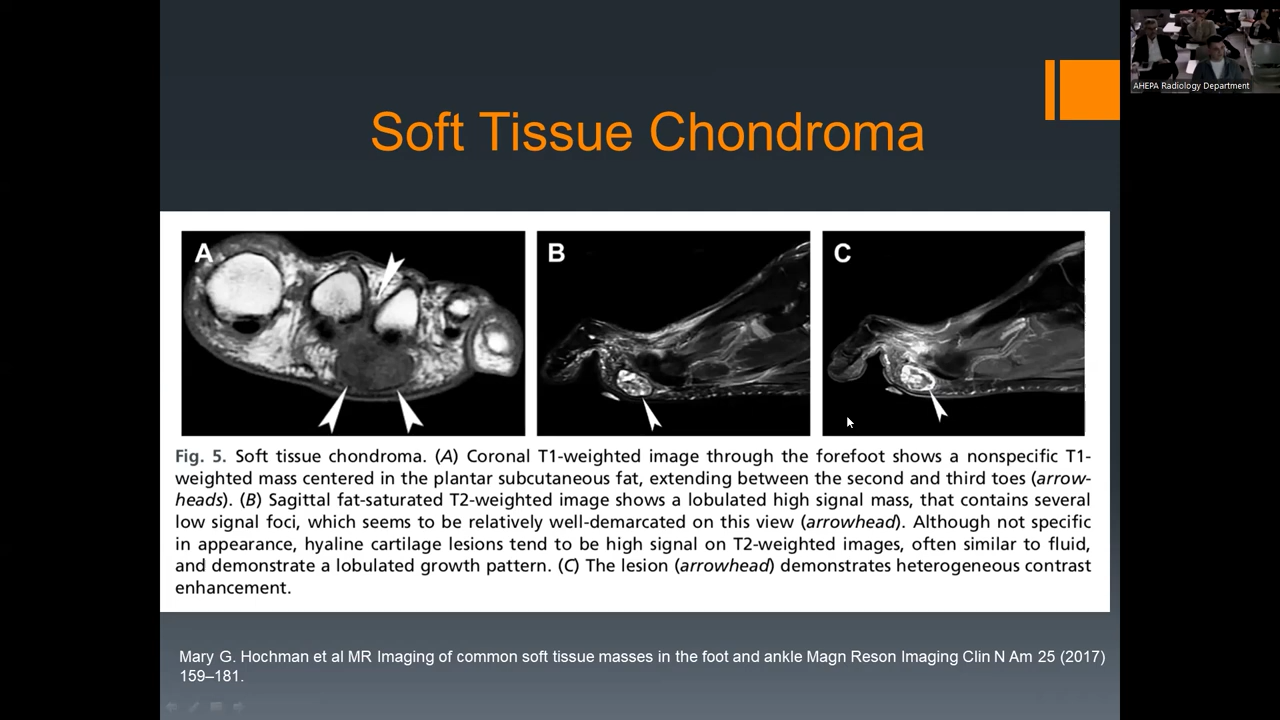 AHEPA Radiology Department
Soft Tissue Chondroma
A
B
C
Fig. 5. Soft tissue chondroma. (A) Coronal T1-weighted image through the forefoot shows a nonspecific T1-
weighted mass centered in the plantar subcutaneous fat, extending between the second and third toes (arrow-
heads). (B) Sagittal fat-saturated T2-weighted image shows a lobulated high signal mass, that contains several
low signal foci, which seems to be relatively well-demarcated on this view (arrowhead). Although not specific
in appearance, hyaline cartilage lesions tend to be high signal on T2-weighted images, often similar to fluid,
and demonstrate a lobulated growth pattern. (C) The lesion (arrowhead) demonstrates heterogeneous contrast
enhancement.
Mary G. Hochman et al MR Imaging of common soft tissue masses in the foot and ankle Magn Reson Imaging Clin N Am 25 (2017)
159–181.